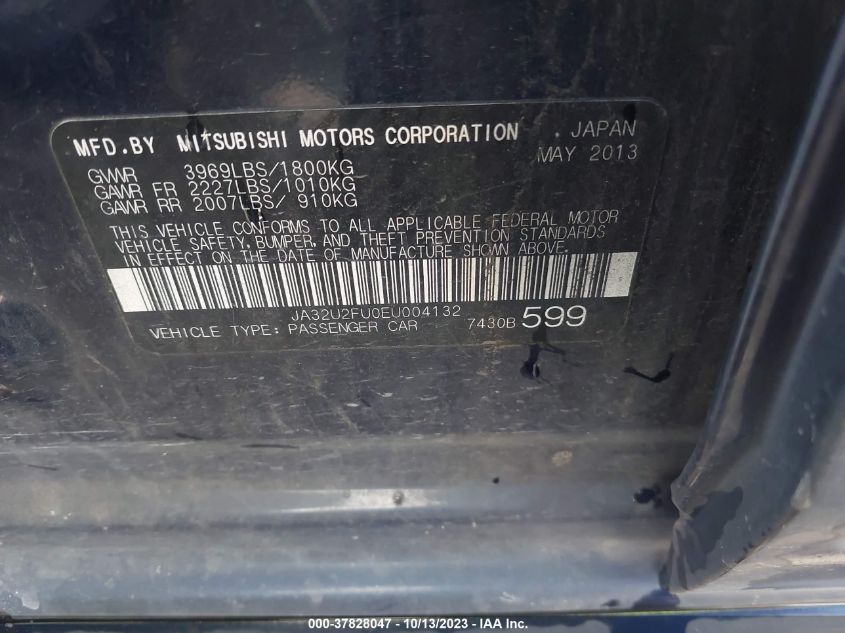 MFD.BY MITSUBISHI MOTORS CORPORATION . JAPAN
MAY 2013
GVWR 3969LBS/1800KG
GAWR FR 2227LBS/1010KG
GAWR RR 2007LBS/ 910KG
THIS VEHICLE CONFORMS TO ALL APPLICABLE FEDERAL MOTOR
VEHICLE SAFETY, BUMPER, AND THEFT PREVENTION STANDARDS
IN EFFECT ON THE DATE OF MANUFACTURE SHOWN ABOVE.
JA32U2FU0EU004132
VEHICLE TYPE: PASSENGER CAR 7430B 599
000-37828047 - 10/13/2023 - IAA Inc.